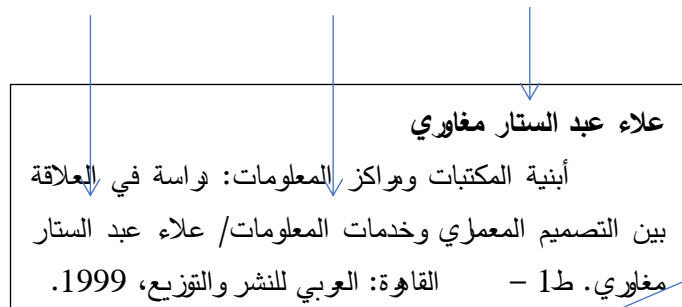 علاء عبد الستار مغاوري
أبنية المكتبات ومراكز المعلومات: دراسة في العلاقة
بين التصميم المعماري وخدمات المعلومات/ علاء عبد الستار
مغاوري. ط1 – القاهرة: العربي للنشر والتوزيع، 1999.